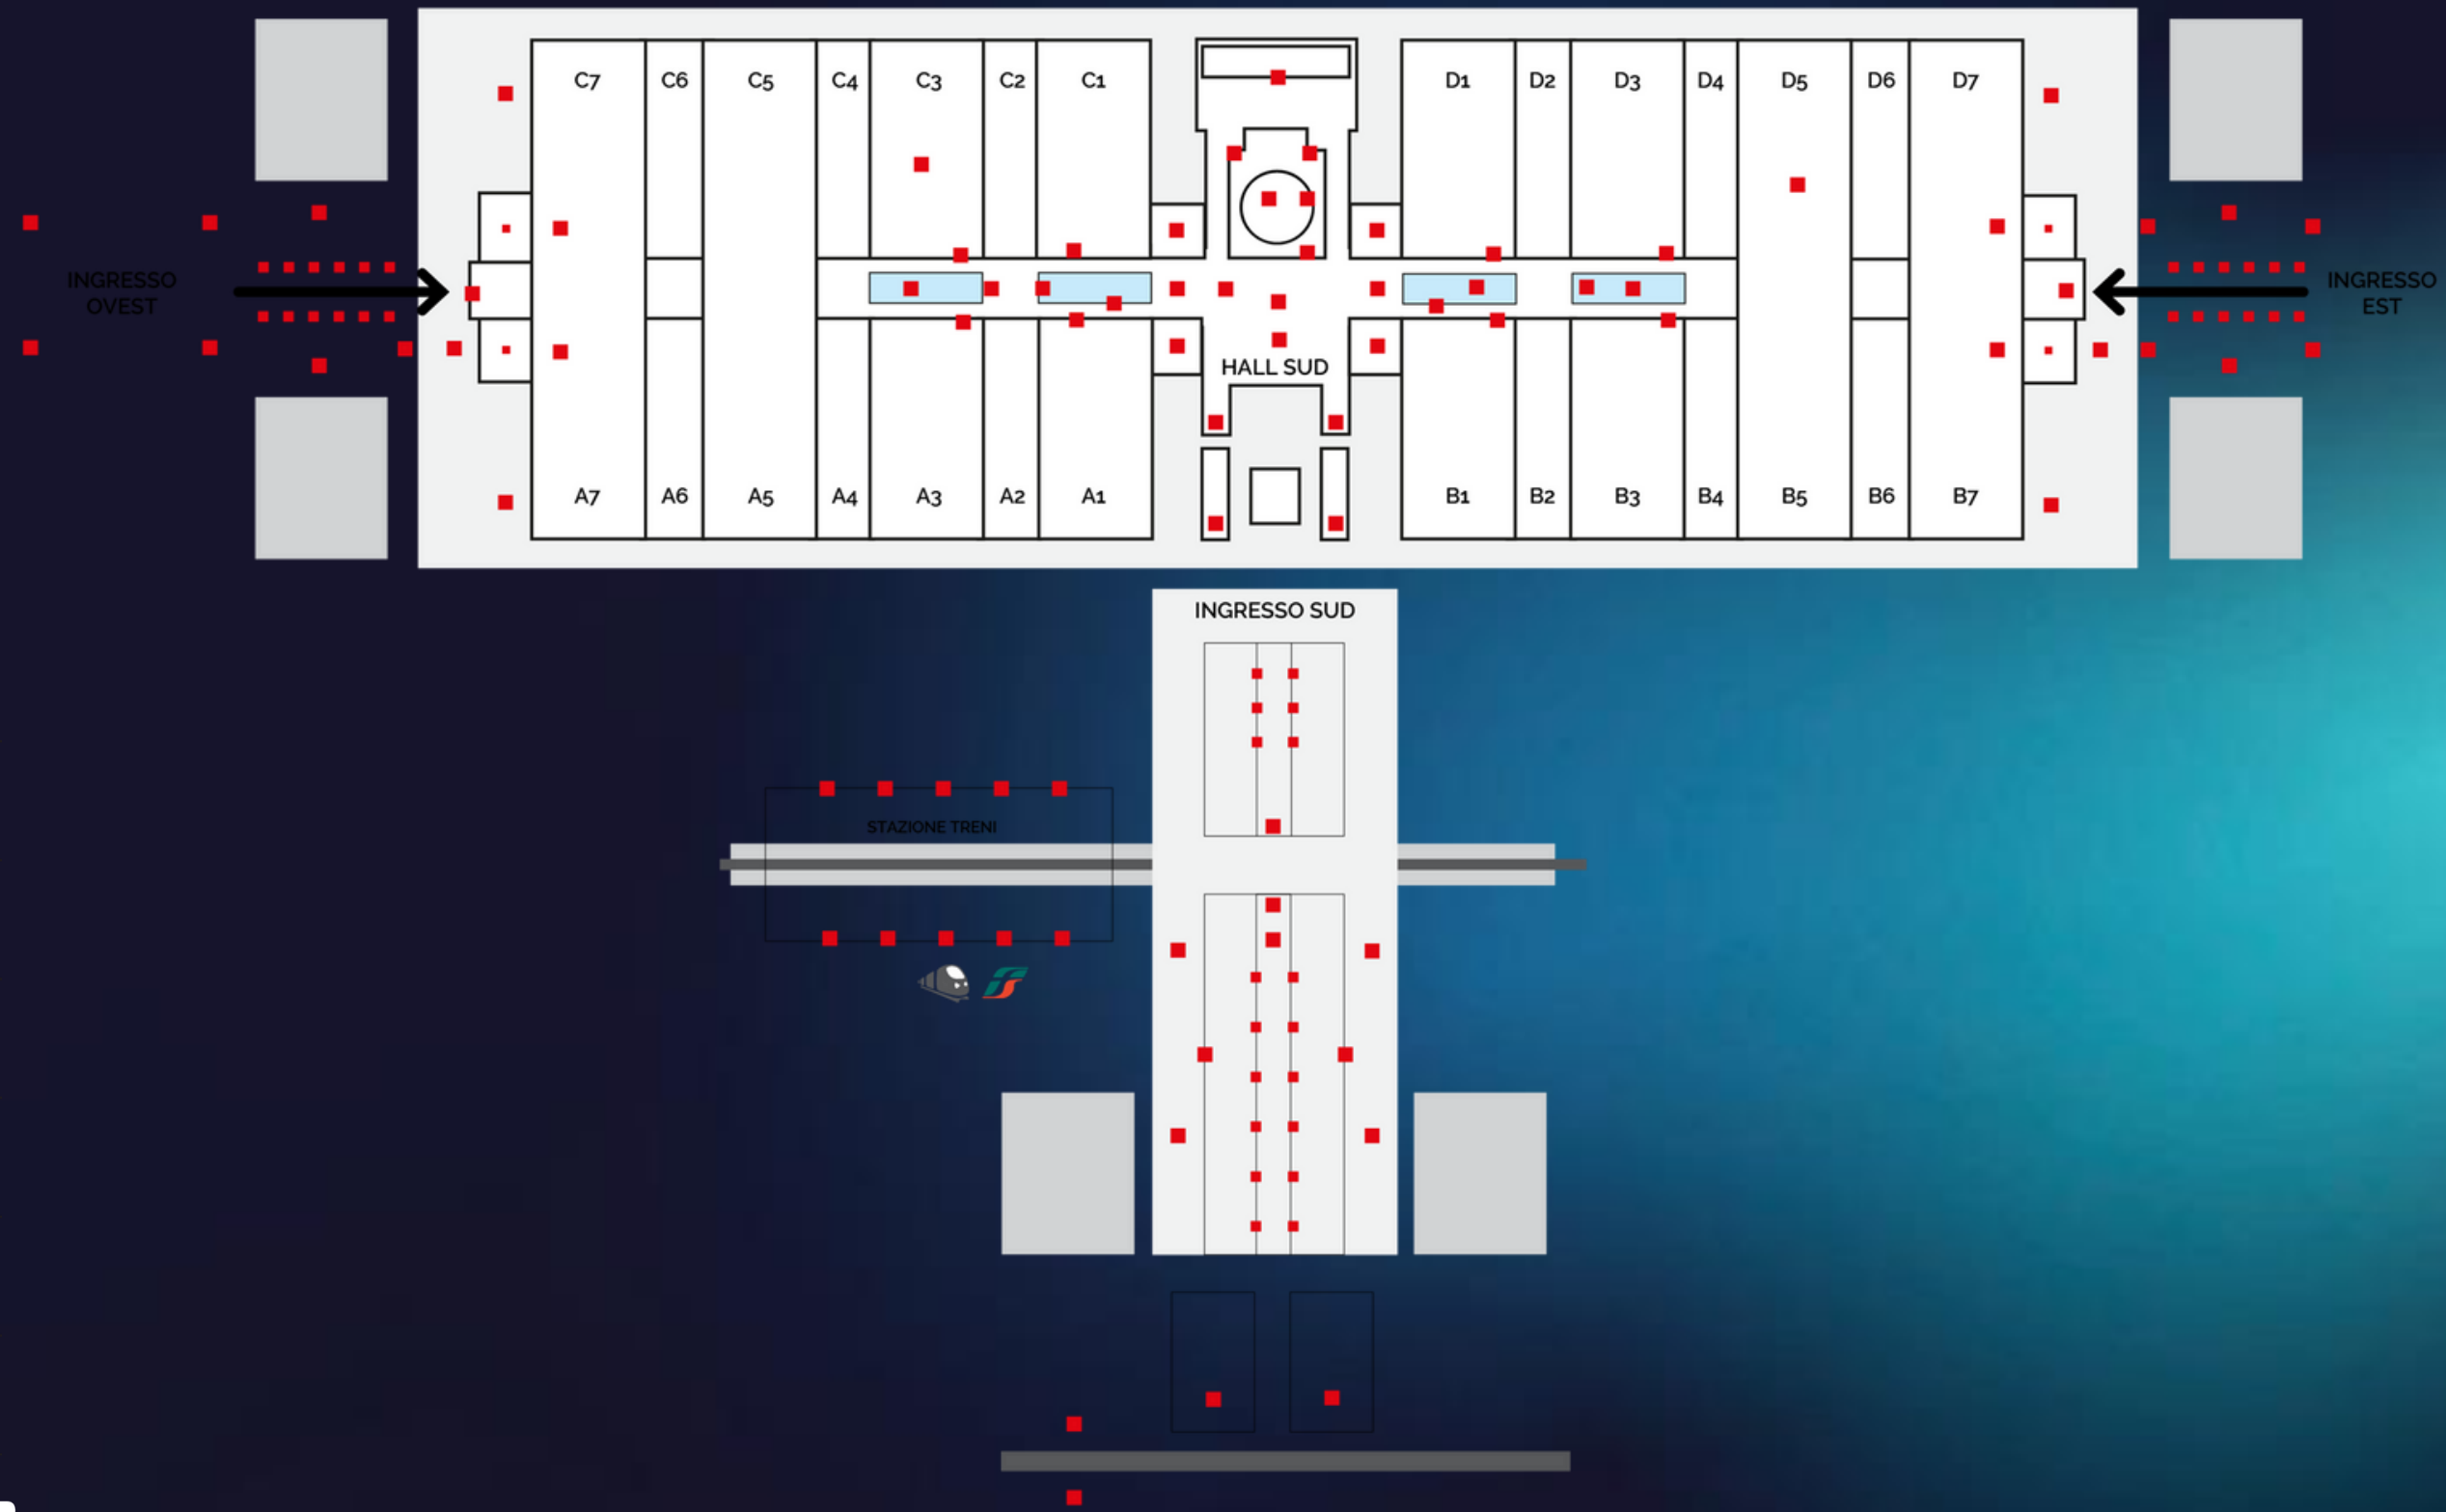 C7 C6 C5 C4 C3 C2 C1 D1 D2 D3 D4 D5 D6 D7
INGRESSO
OVEST
INGRESSO
EST
HALL SUD
A7 A6 A5 A4 A3 A2 A1 B1 B2 B3 B4 B5 B6 B7
INGRESSO SUD
STAZIONE TRENI